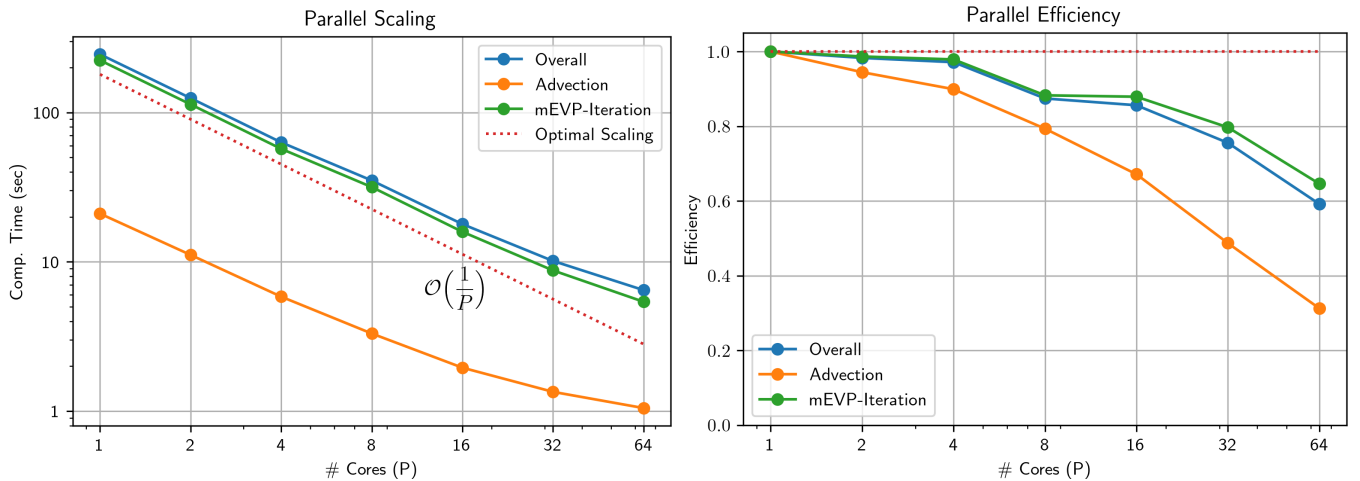 Parallel Scaling
Overall
Advection
mEVP-Iteration
Optimal Scaling
100
10
1
Comp. Time (sec)
𝒪(1/P)
1 2 4 8 16 32 64
# Cores (P)
Parallel Efficiency
1.0
0.8
0.6
0.4
0.2
0.0
Efficiency
Overall
Advection
mEVP-Iteration
1 2 4 8 16 32 64
# Cores (P)